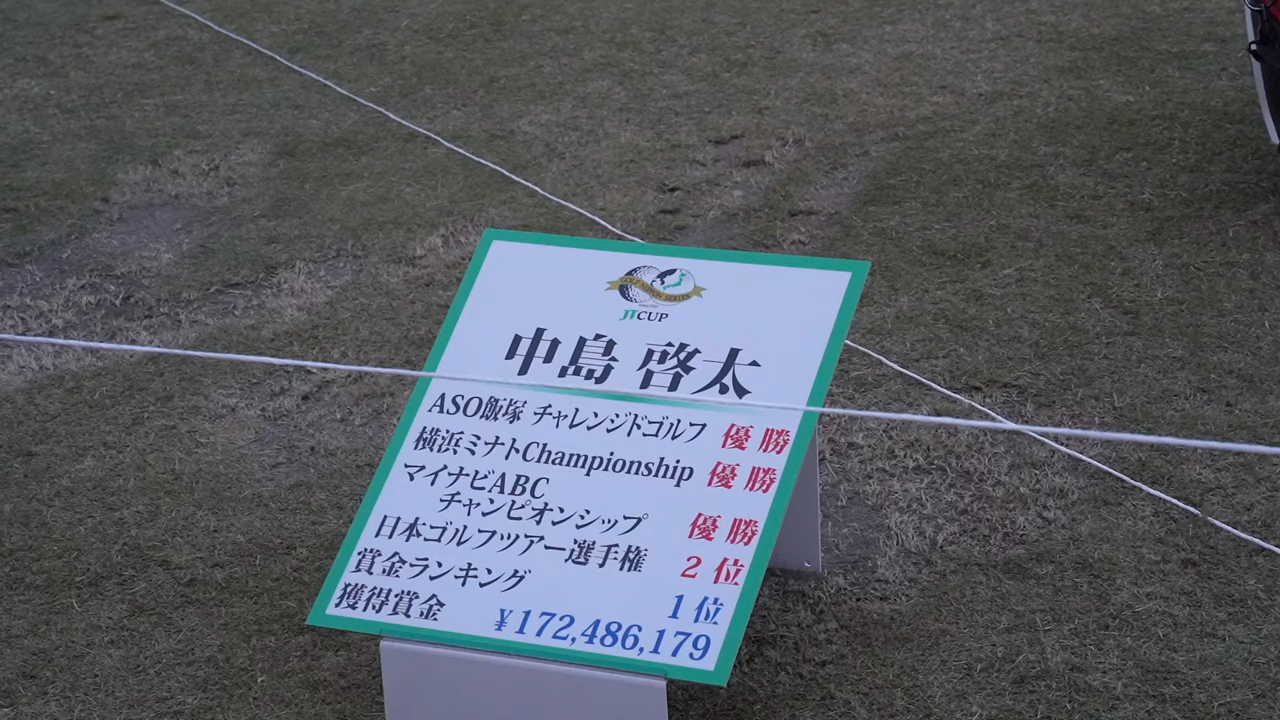 GOLF NIPPON SERIES
JTCUP
中島 啓太
ASO飯塚 チャレンジドゴルフ 優勝
横浜ミナトChampionship 優勝
マイナビABC
チャンピオンシップ 優勝
日本ゴルフツアー選手権 2位
賞金ランキング 1位
獲得賞金 ¥172,486,179